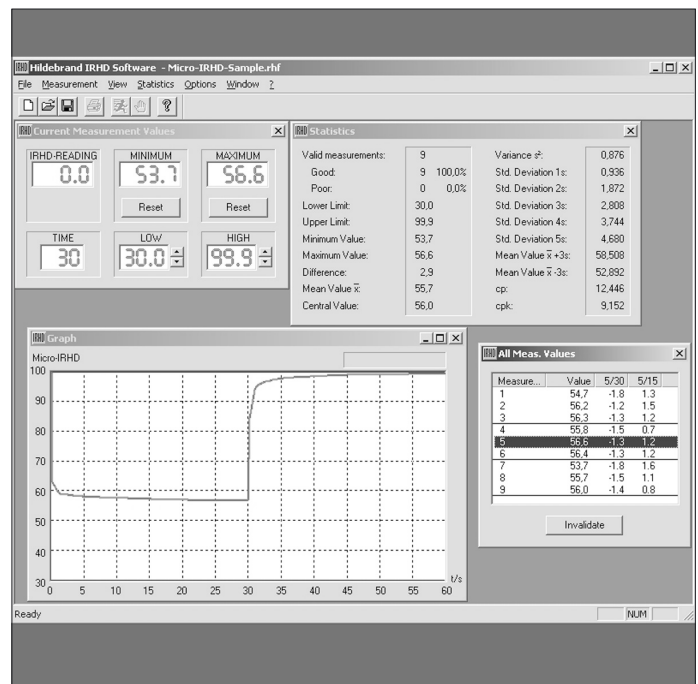 Hildebrand IRHD Software - Micro-IRHD-Sample.rhf
File Measurement View Statistics Options Window ?
IRHD Current Measurement Values
IRHD-READING MINIMUM MAXIMUM
0.0 53.7 56.6
Reset Reset
TIME LOW HIGH
30 30.0 99.9
IRHD Statistics
Valid measurements: 9 Variance s²: 0,876
Good: 9 100,0% Std. Deviation 1s: 0,936
Poor: 0 0,0% Std. Deviation 2s: 1,872
Lower Limit: 30,0 Std. Deviation 3s: 2,808
Upper Limit: 99,9 Std. Deviation 4s: 3,744
Minimum Value: 53,7 Std. Deviation 5s: 4,680
Maximum Value: 56,6 Mean Value x̄ +3s: 58,508
Difference: 2,9 Mean Value x̄ -3s: 52,892
Mean Value x̄: 55,7 cp: 12,446
Central Value: 56,0 cpk: 9,152
IRHD Graph
Micro-IRHD
100
90
80
70
60
50
40
30
0 5 10 15 20 25 30 35 40 45 50 55 60
t/s
IRHD All Meas. Values
Measure... Value 5/30 5/15
1 54,7 -1.8 1.3
2 56,2 -1.2 1.5
3 56,3 -1.3 1.2
4 55,8 -1.5 0.7
5 56,6 -1.3 1.2
6 56,4 -1.3 1.2
7 53,7 -1.8 1.6
8 55,7 -1.5 1.1
9 56,0 -1.4 0.8
Invalidate
Ready NUM